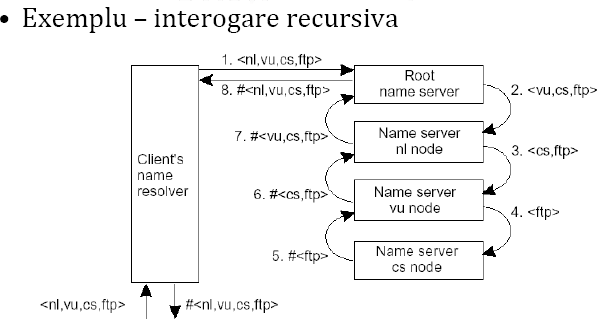 • Exemplu – interogare recursiva
1. <nl,vu,cs,ftp>
8. #<nl,vu,cs,ftp>
Root
name server
2. <vu,cs,ftp>
7. #<vu,cs,ftp>
Name server
nl node
3. <cs,ftp>
Client's
name
resolver
6. #<cs,ftp>
Name server
vu node
4. <ftp>
5. #<ftp>
Name server
cs node
<nl,vu,cs,ftp>
#<nl,vu,cs,ftp>